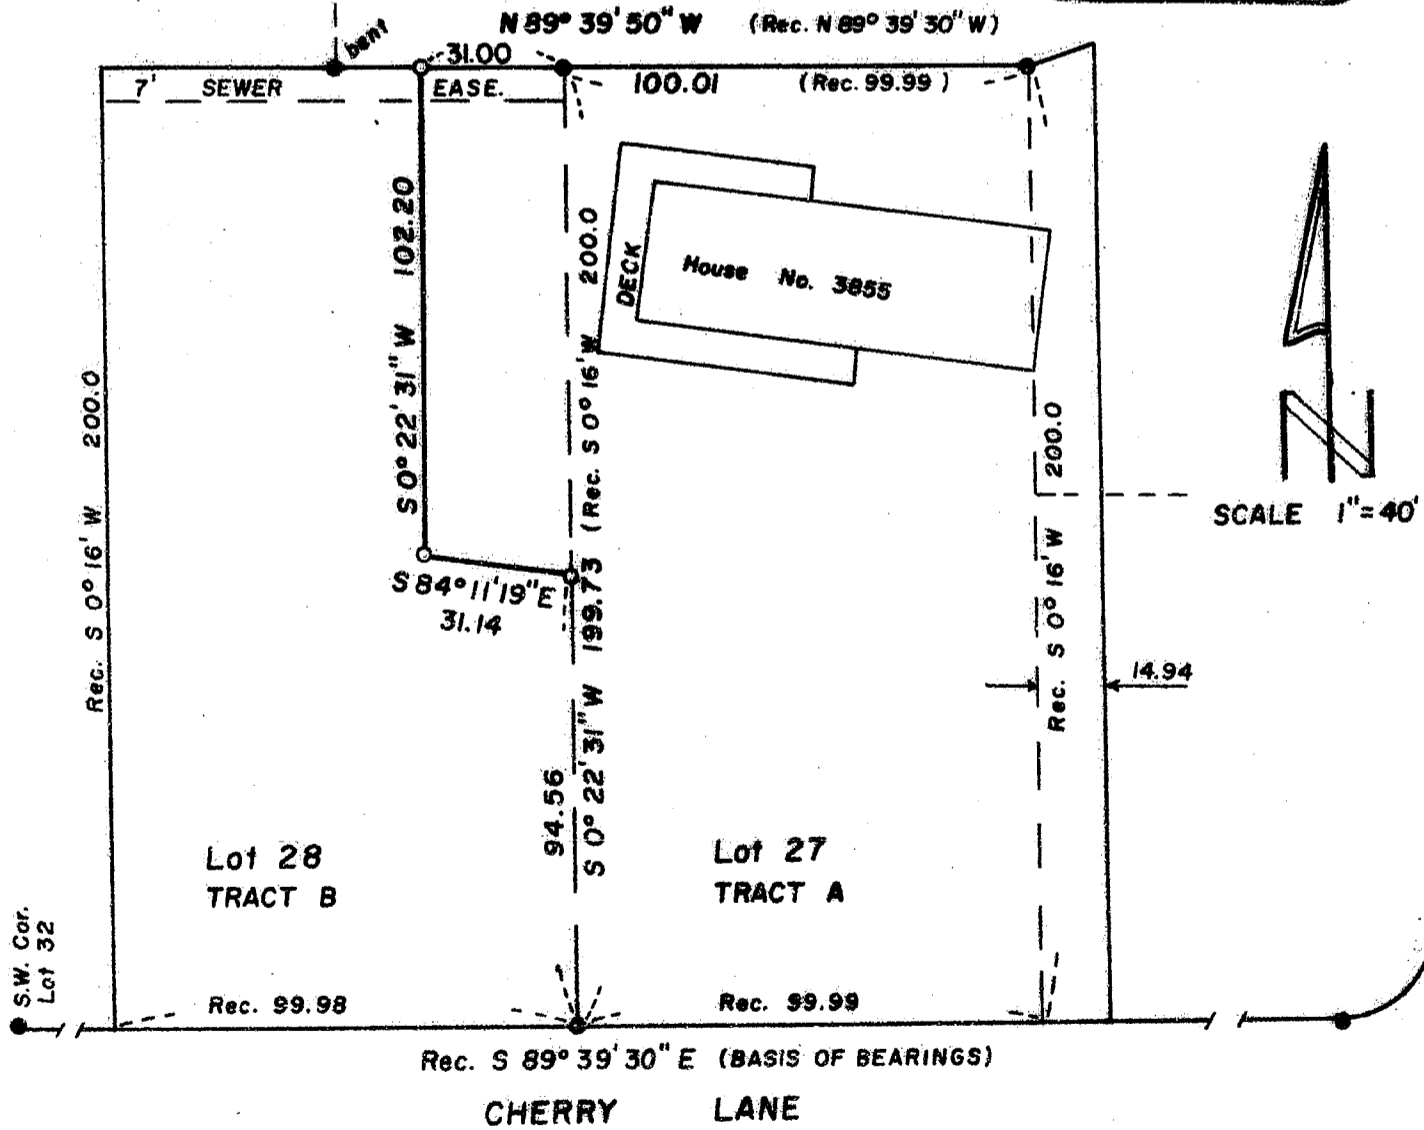 N 89° 39' 50" W (Rec. N 89° 39' 30" W)
bent
31.00
7' SEWER EASE.
100.01 (Rec. 99.99)
S 0° 22' 31" W 102.20
Rec. S 0° 16' W 200.0
S 0° 22' 31" W 199.73 (Rec. S 0° 16' W 200.0
DECK
House No. 3855
Rec. S 0° 16' W 200.0
N
SCALE 1" = 40'
S 84° 11' 19" E
31.14
14.94
94.56
Lot 28
TRACT B
Lot 27
TRACT A
S.W. Cor.
Lot 32
Rec. 99.98
Rec. 99.99
Rec. S 89° 39' 30" E (BASIS OF BEARINGS)
CHERRY LANE